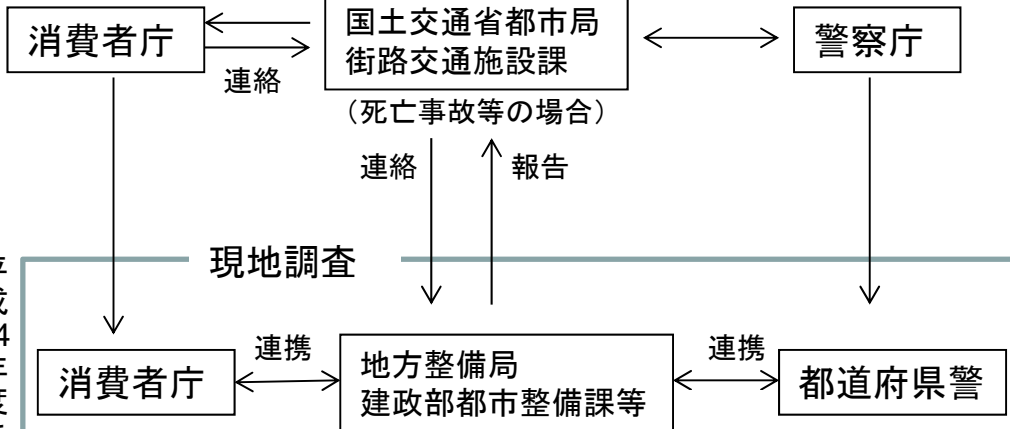 消費者庁
国土交通省都市局
街路交通施設課
警察庁
連絡
（死亡事故等の場合）
連絡
報告
現地調査
連携
連携
消費者庁
地方整備局
建政部都市整備課等
都道府県警